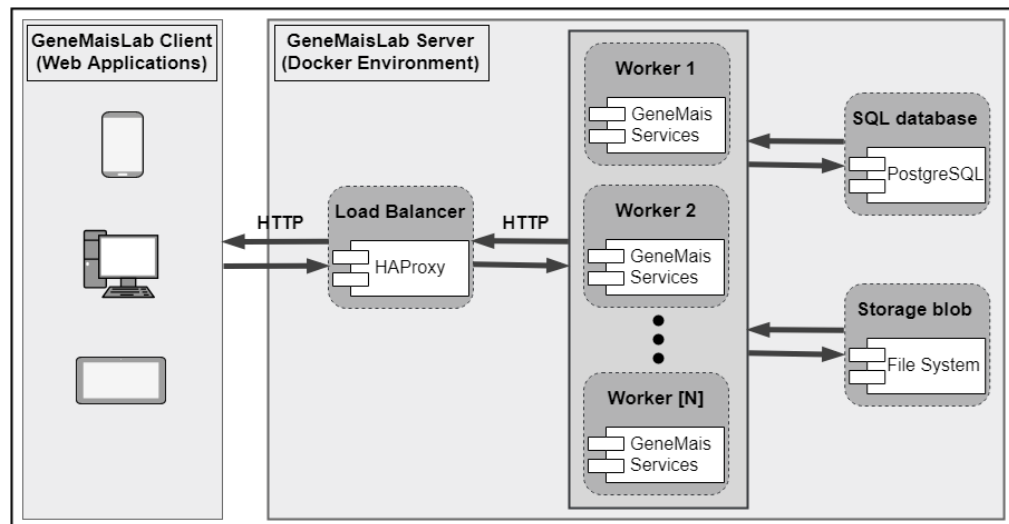 GeneMaisLab Client
(Web Applications)
GeneMaisLab Server
(Docker Environment)
HTTP
Load Balancer
HAProxy
HTTP
Worker 1
GeneMais
Services
Worker 2
GeneMais
Services
Worker [N]
GeneMais
Services
SQL database
PostgreSQL
Storage blob
File System